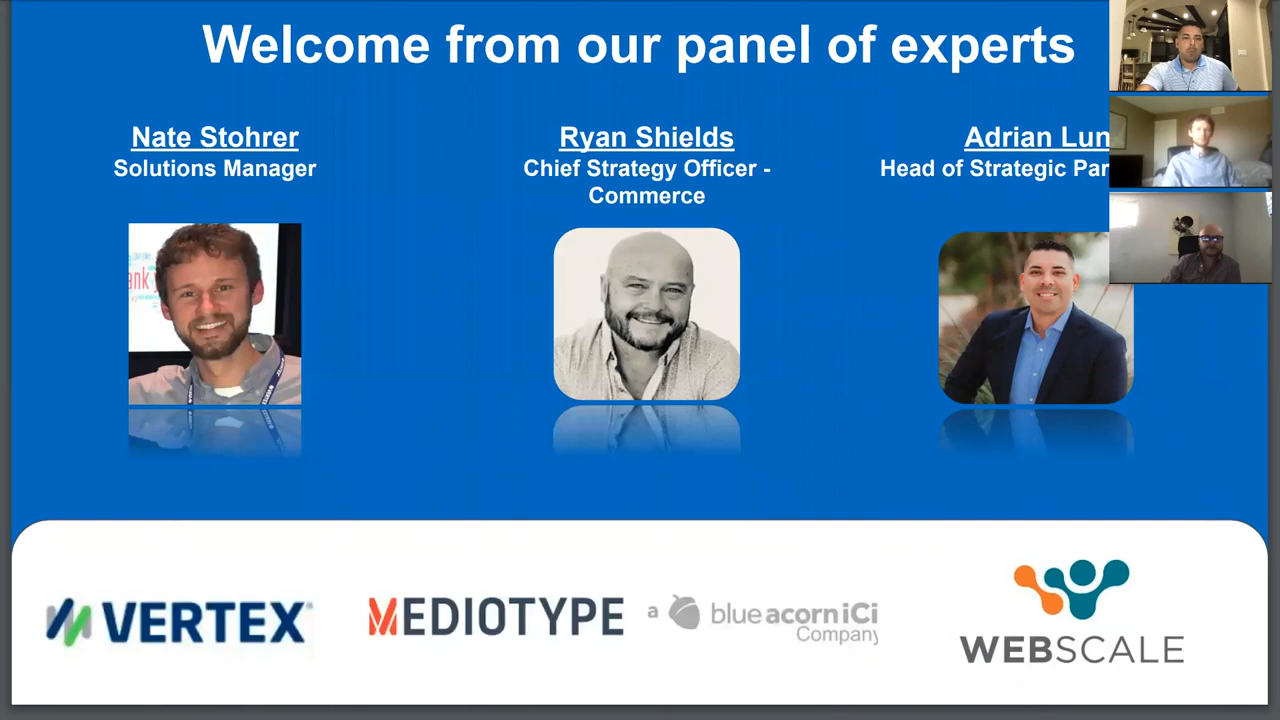 Welcome from our panel of experts
Nate Stohrer
Solutions Manager
Ryan Shields
Chief Strategy Officer -
Commerce
Adrian Lun
Head of Strategic Par
ank
VERTEX®
MEDIOTYPE
a blue acorn iCi
Company
WEBSCALE